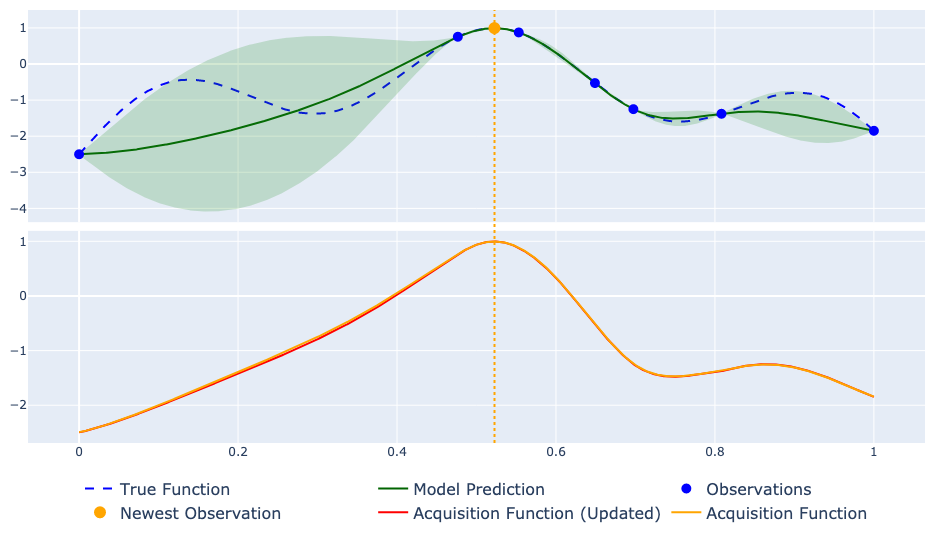 1
0
−1
−2
−3
−4
1
0
−1
−2
0
0.2
0.4
0.6
0.8
1
True Function
Model Prediction
Observations
Newest Observation
Acquisition Function (Updated)
Acquisition Function